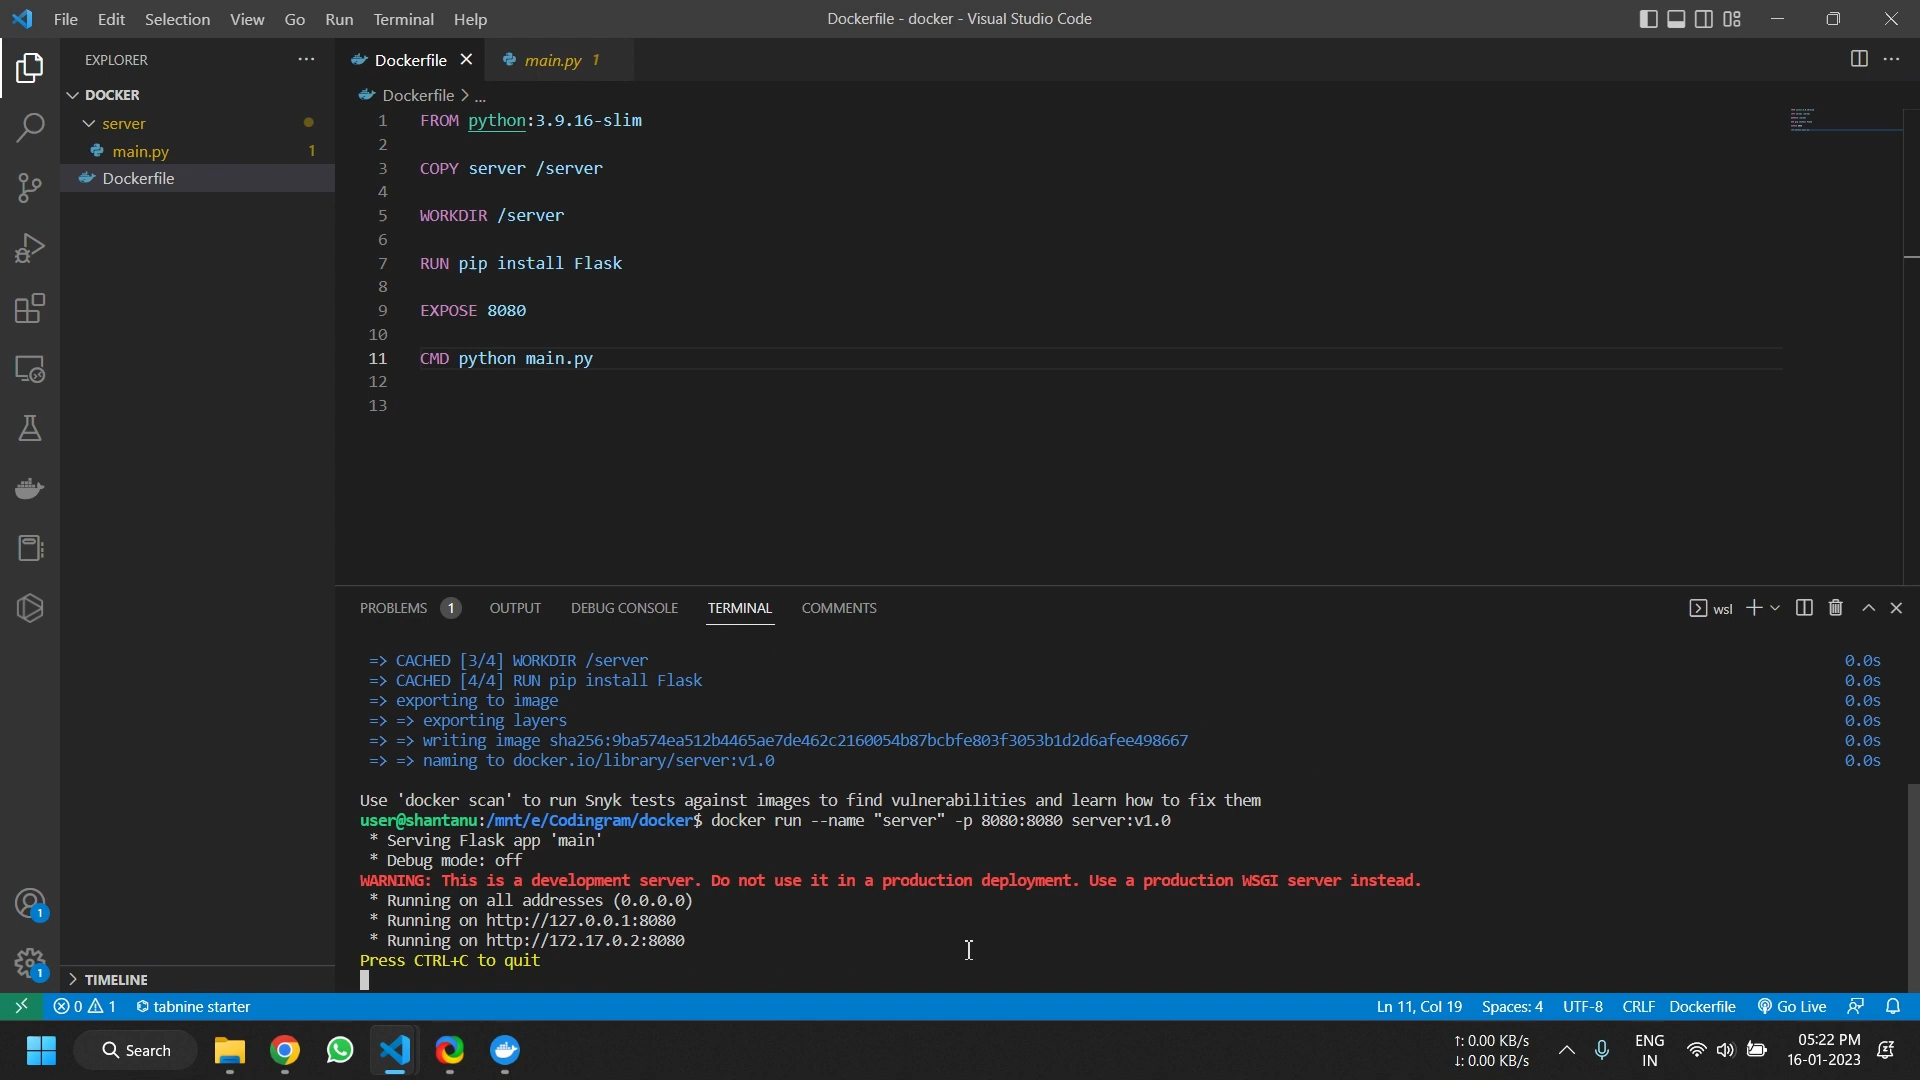 File Edit Selection View Go Run Terminal Help
Dockerfile - docker - Visual Studio Code
EXPLORER
DOCKER
server
main.py 1
Dockerfile
TIMELINE
Dockerfile
main.py 1
Dockerfile > ...
1 FROM python:3.9.16-slim
2
3 COPY server /server
4
5 WORKDIR /server
6
7 RUN pip install Flask
8
9 EXPOSE 8080
10
11 CMD python main.py
12
13
PROBLEMS 1 OUTPUT DEBUG CONSOLE TERMINAL COMMENTS
wsl
=> CACHED [3/4] WORKDIR /server 0.0s
=> CACHED [4/4] RUN pip install Flask 0.0s
=> exporting to image 0.0s
=> => exporting layers 0.0s
=> => writing image sha256:9ba574ea512b4465ae7de462c2160054b87bcbfe803f3053b1d2d6afee498667 0.0s
=> => naming to docker.io/library/server:v1.0 0.0s
Use 'docker scan' to run Snyk tests against images to find vulnerabilities and learn how to fix them
user@shantanu:/mnt/e/Codingram/docker$ docker run --name "server" -p 8080:8080 server:v1.0
* Serving Flask app 'main'
* Debug mode: off
WARNING: This is a development server. Do not use it in a production deployment. Use a production WSGI server instead.
* Running on all addresses (0.0.0.0)
* Running on http://127.0.0.1:8080
* Running on http://172.17.0.2:8080
Press CTRL+C to quit
1
1
0 1 tabnine starter
Ln 11, Col 19 Spaces: 4 UTF-8 CRLF Dockerfile Go Live
Search
↑: 0.00 KB/s
↓: 0.00 KB/s
ENG
IN
05:22 PM
16-01-2023